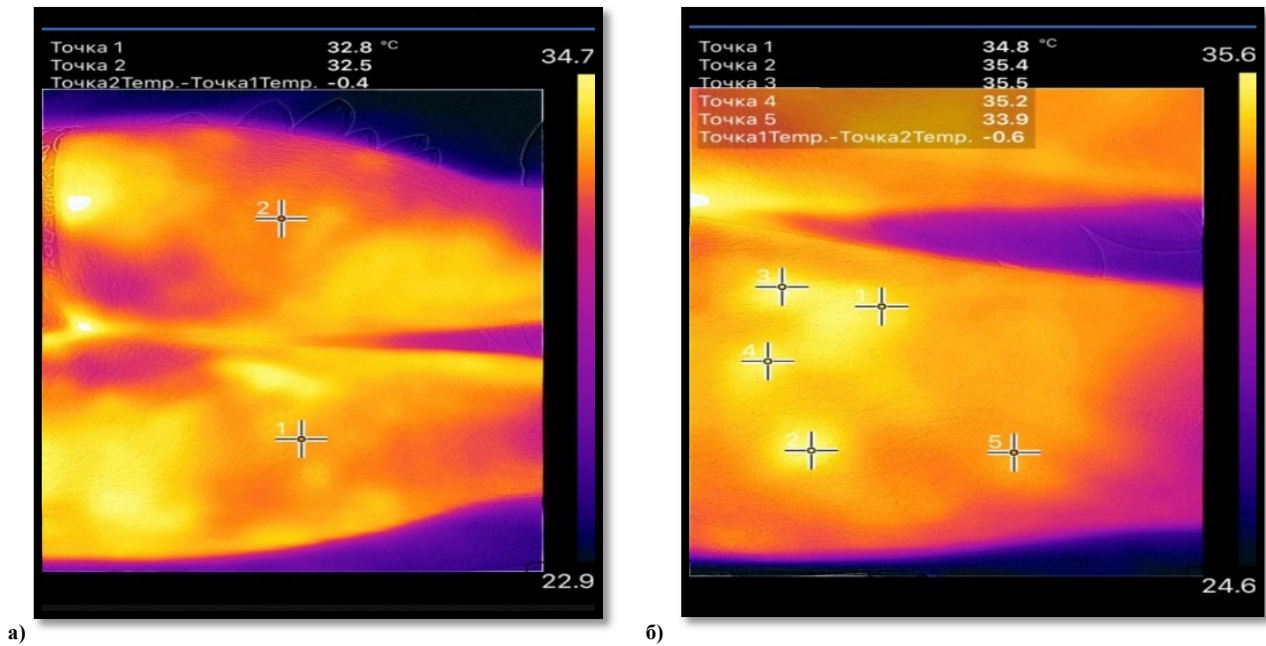 Точка 1 32.8 °C
Точка 2 32.5
Точка2Temp.-Точка1Temp. -0.4
34.7
2
1
22.9
а)
Точка 1 34.8 °C
Точка 2 35.4
Точка 3 35.5
Точка 4 35.2
Точка 5 33.9
Точка1Temp.-Точка2Temp. -0.6
35.6
3
1
4
2
5
24.6
б)